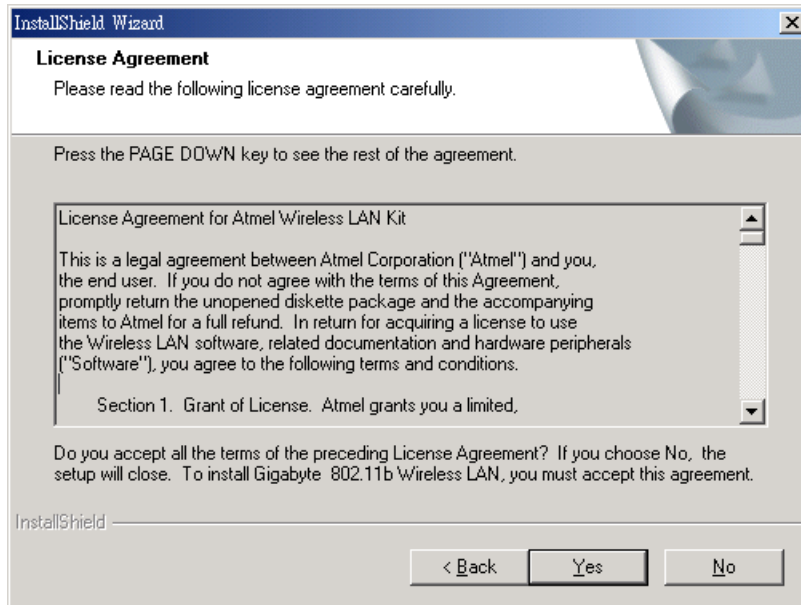 InstallShield Wizard
License Agreement
Please read the following license agreement carefully.
Press the PAGE DOWN key to see the rest of the agreement.
License Agreement for Atmel Wireless LAN Kit
This is a legal agreement between Atmel Corporation ("Atmel") and you,
the end user.  If you do not agree with the terms of this Agreement,
promptly return the unopened diskette package and the accompanying
items to Atmel for a full refund.  In return for acquiring a license to use
the Wireless LAN software, related documentation and hardware peripherals
("Software"), you agree to the following terms and conditions.
Section 1.  Grant of License.  Atmel grants you a limited,
Do you accept all the terms of the preceding License Agreement?  If you choose No,  the
setup will close.  To install Gigabyte  802.11b Wireless LAN, you must accept this agreement.
InstallShield
< Back
Yes
No